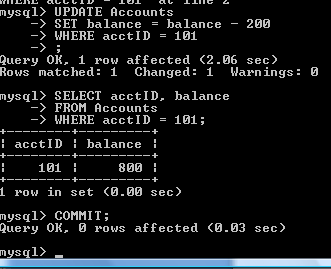 WHERE acctID = 101' at line 2
mysql> UPDATE Accounts
    -> SET balance = balance - 200
    -> WHERE acctID = 101
    -> ;
Query OK, 1 row affected (2.06 sec)
Rows matched: 1  Changed: 1  Warnings: 0

mysql> SELECT acctID, balance
    -> FROM Accounts
    -> WHERE acctID = 101;
+--------+---------+
| acctID | balance |
+--------+---------+
|    101 |     800 |
+--------+---------+
1 row in set (0.00 sec)

mysql> COMMIT;
Query OK, 0 rows affected (0.03 sec)

mysql> _